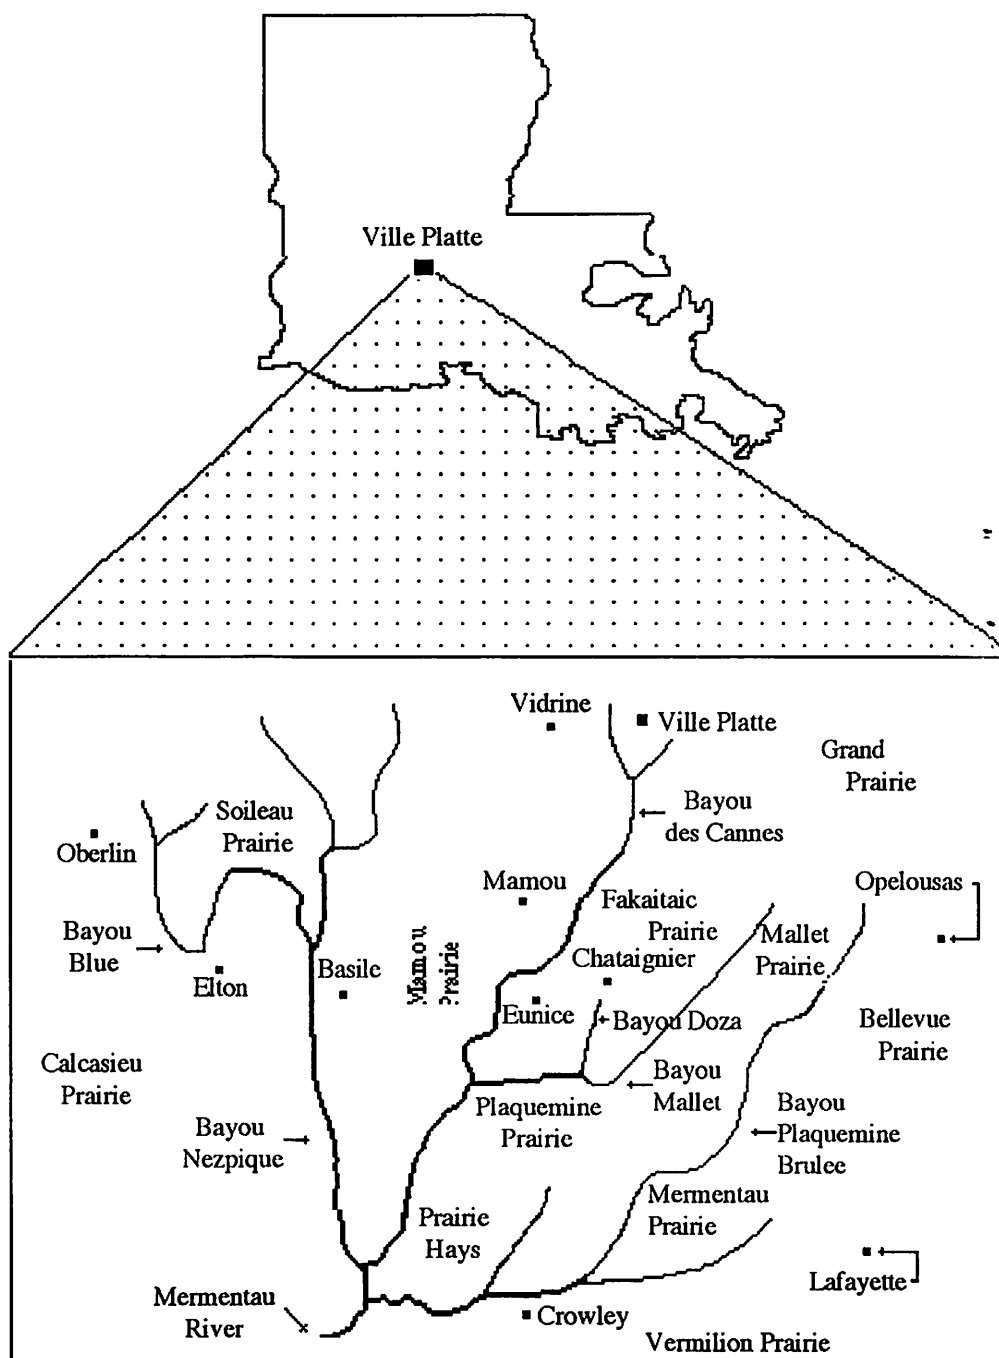 Ville Platte
Vidrine
Ville Platte
Grand
Prairie
Soileau
Prairie
Bayou
des Cannes
Oberlin
Mamou
Fakaitaic
Prairie
Opelousas
Bayou
Blue
Mallet
Prairie
Elton
Basile
Mamou
Prairie
Chataignier
Eunice
Bayou Doza
Bellevue
Prairie
Calcasieu
Prairie
Bayou
Mallet
Plaquemine
Prairie
Bayou
Plaquemine
Brulee
Bayou
Nezpique
Mermentau
Prairie
Prairie
Hays
Lafayette
Mermentau
River
Crowley
Vermilion Prairie